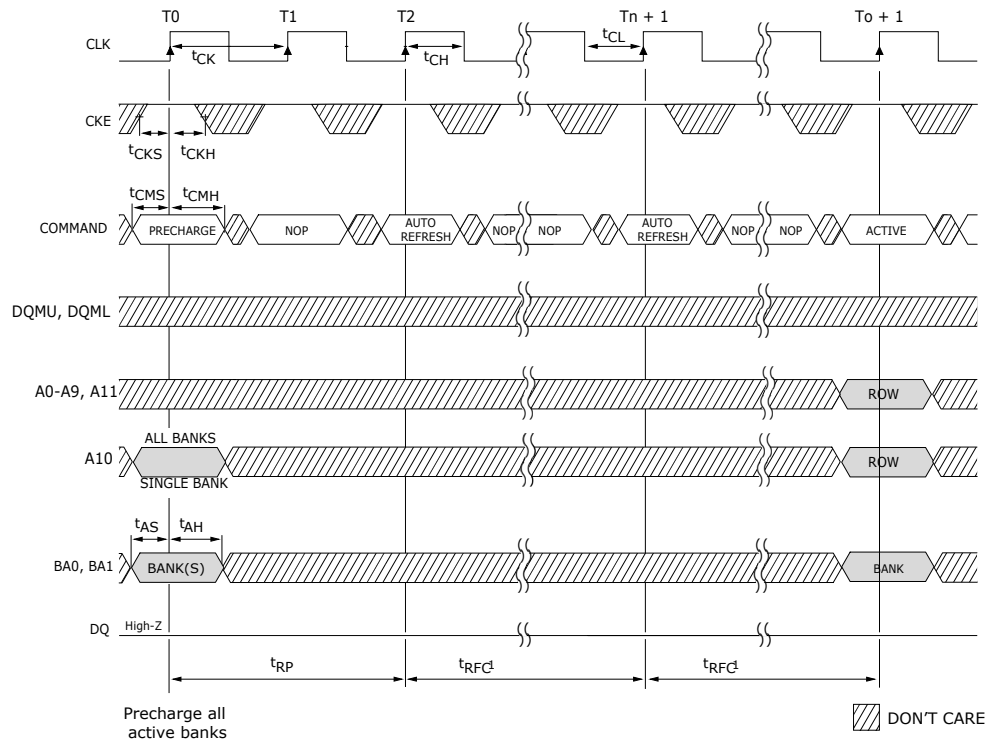 T0 T1 T2 Tn + 1 To + 1
CLK
tCK tCH tCL
CKE
tCKS tCKH
tCMS tCMH
COMMAND PRECHARGE NOP AUTO REFRESH NOP NOP AUTO REFRESH NOP NOP ACTIVE
DQMU, DQML
A0-A9, A11 ROW
ALL BANKS
A10 ROW
SINGLE BANK
tAS tAH
BA0, BA1 BANK(S) BANK
DQ High-Z
tRP tRFC1 tRFC1
Precharge all
active banks
DON'T CARE